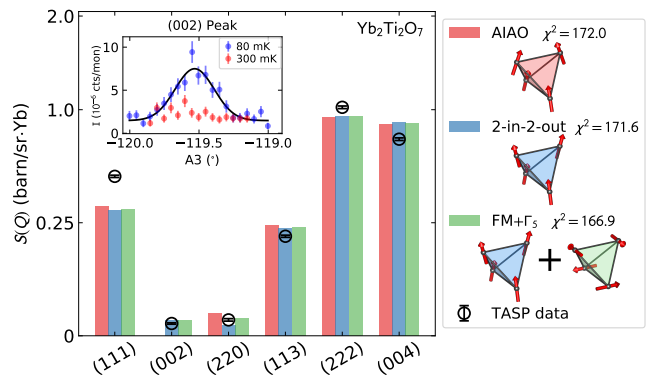 (002) Peak
Yb₂Ti₂O₇
80 mK
300 mK
I (10⁻⁶ cts/mon)
10
5
0
−120.0
−119.5
−119.0
A3 (°)
S(Q) (barn/sr·Yb)
2.0
1.0
0.25
0
(111)
(002)
(220)
(113)
(222)
(004)
AIAO χ² = 172.0
2-in-2-out χ² = 171.6
FM+Γ₅ χ² = 166.9
+
TASP data